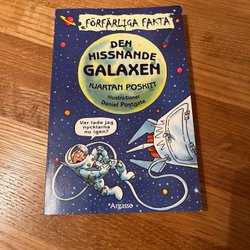 FÖRFÄRLIGA FAKTA
DEN
HISSNANDE
GALAXEN
KJARTAN POSKITT
Illustrationer
Daniel Postgate
Var lade jag
nycklarna
nu igen?
Argasso